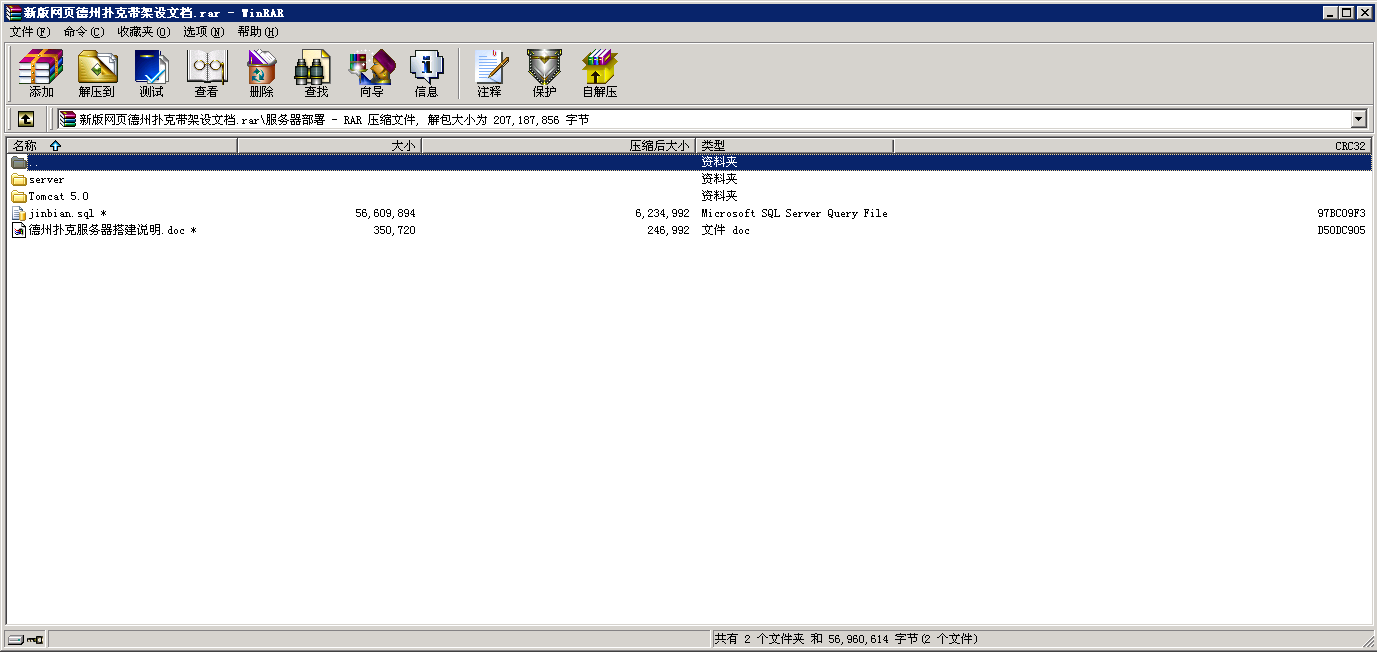 新版网页德州扑克带架设文档.rar - WinRAR
文件(F) 命令(C) 收藏夹(O) 选项(N) 帮助(H)
添加 解压到 测试 查看 删除 查找 向导 信息 注释 保护 自解压
新版网页德州扑克带架设文档.rar\服务器部署 - RAR 压缩文件, 解包大小为 207,187,856 字节
名称 大小 压缩后大小 类型 CRC32
.. 资料夹
server 资料夹
Tomcat 5.0 资料夹
jinbian.sql * 56,609,894 6,234,992 Microsoft SQL Server Query File 97BC09F3
德州扑克服务器搭建说明.doc * 350,720 246,992 文件 doc D50DC905
共有 2 个文件夹 和 56,960,614 字节(2 个文件)